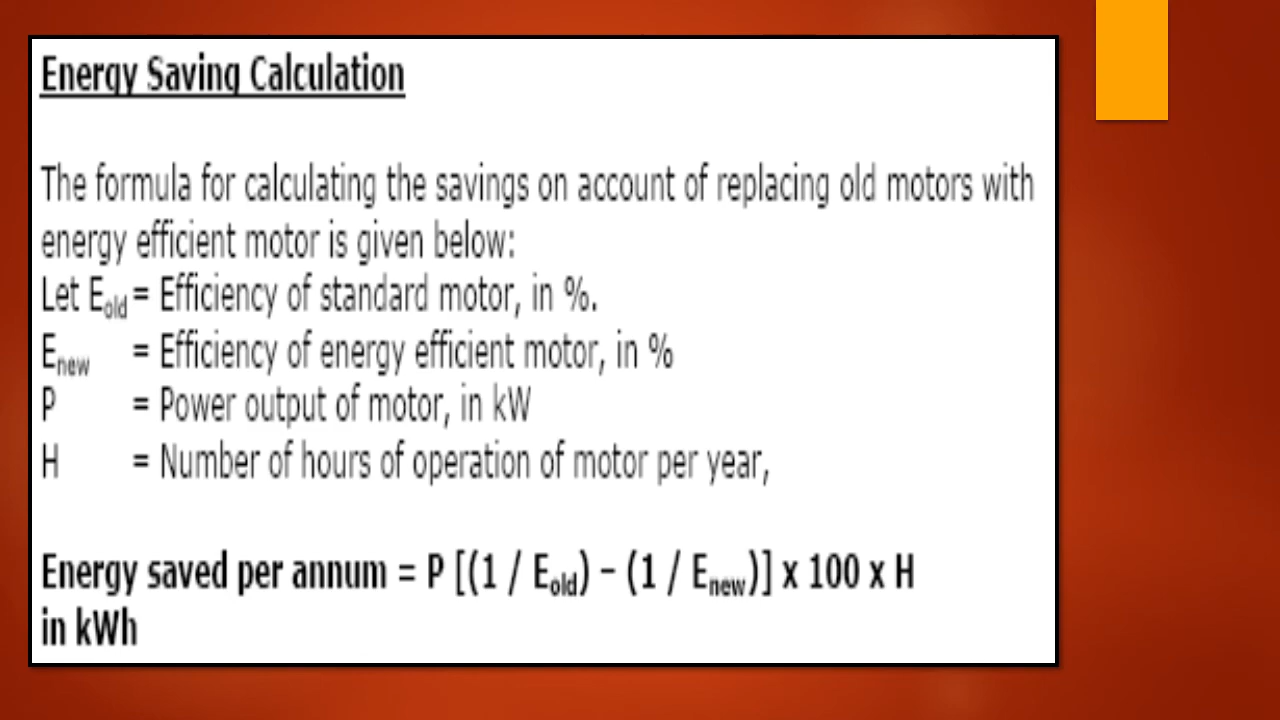 Energy Saving Calculation
The formula for calculating the savings on account of replacing old motors with
energy efficient motor is given below:
Let Eold = Efficiency of standard motor, in %.
Enew = Efficiency of energy efficient motor, in %
P = Power output of motor, in kW
H = Number of hours of operation of motor per year,
Energy saved per annum = P [(1 / Eold) – (1 / Enew)] x 100 x H
in kWh